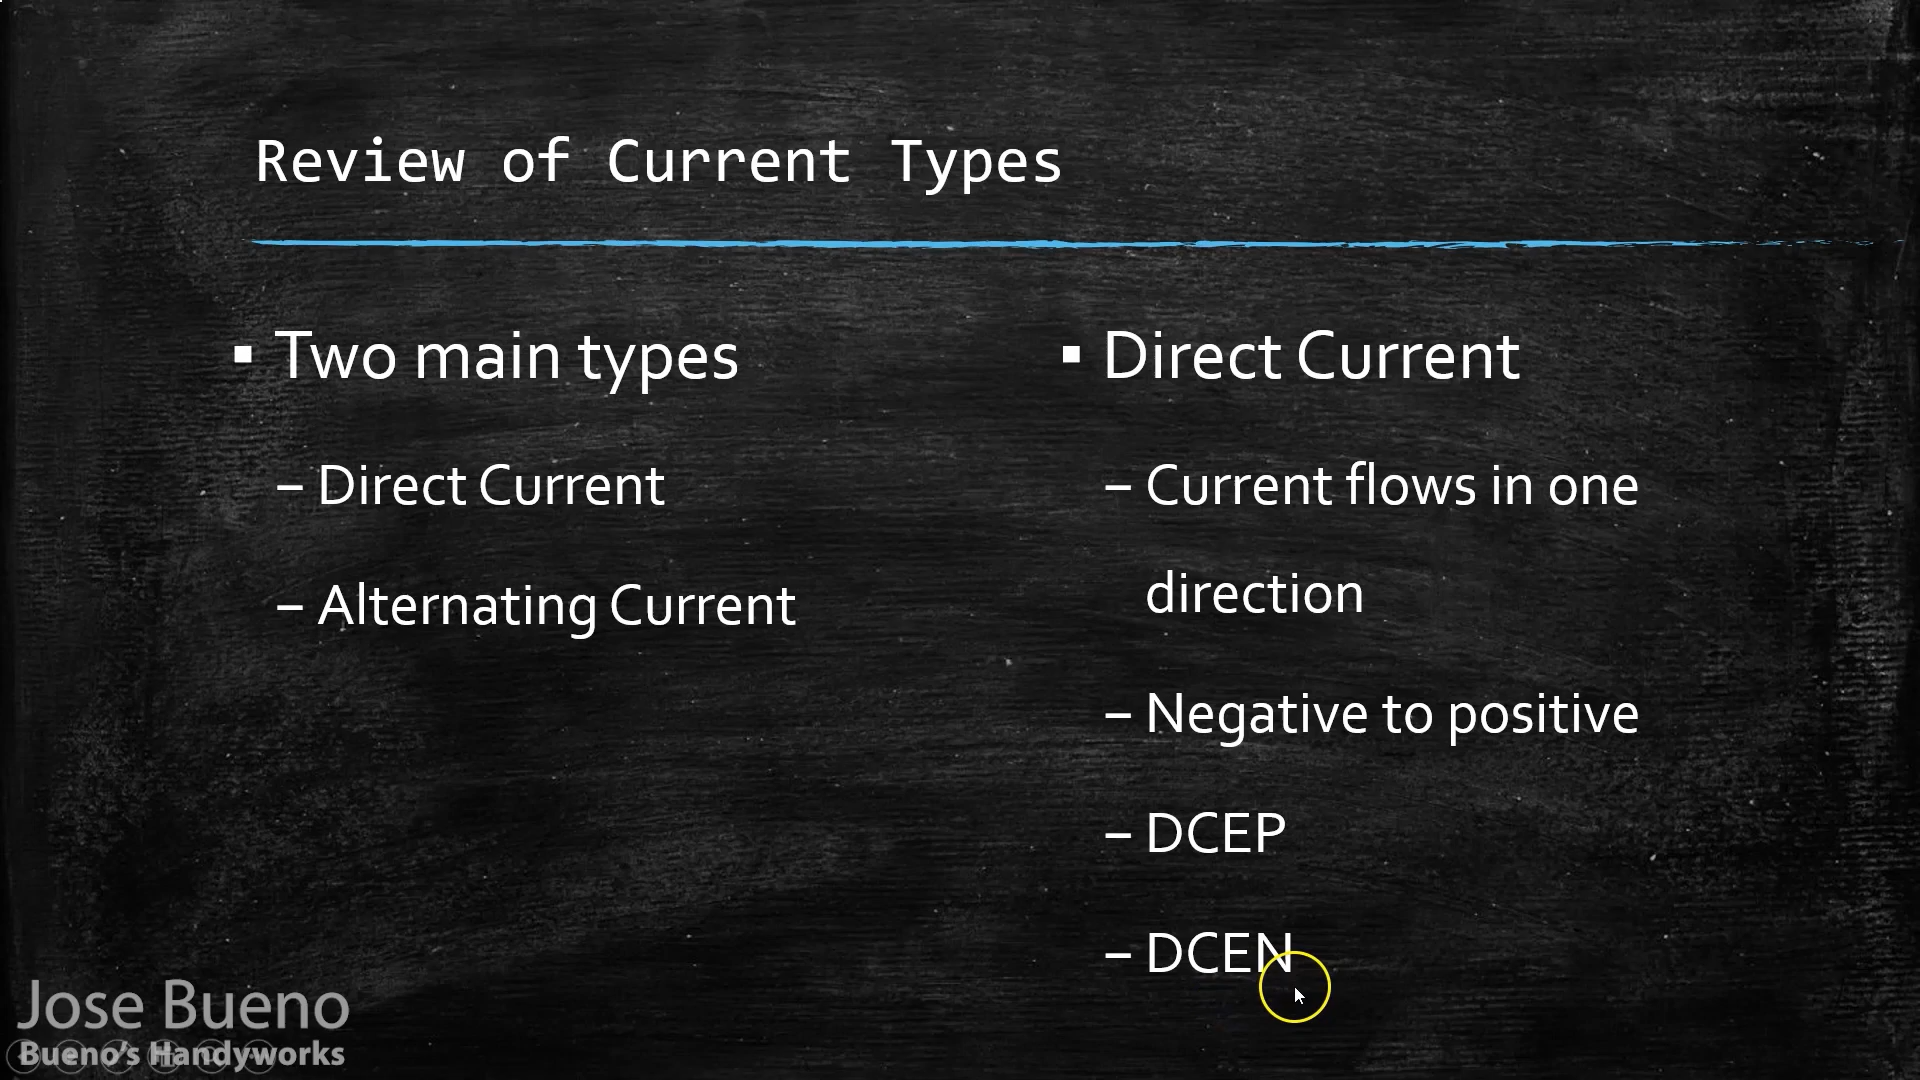 Review of Current Types
▪ Two main types
– Direct Current
– Alternating Current
▪ Direct Current
– Current flows in one
direction
– Negative to positive
– DCEP
– DCEN
Jose Bueno
Bueno's Handyworks